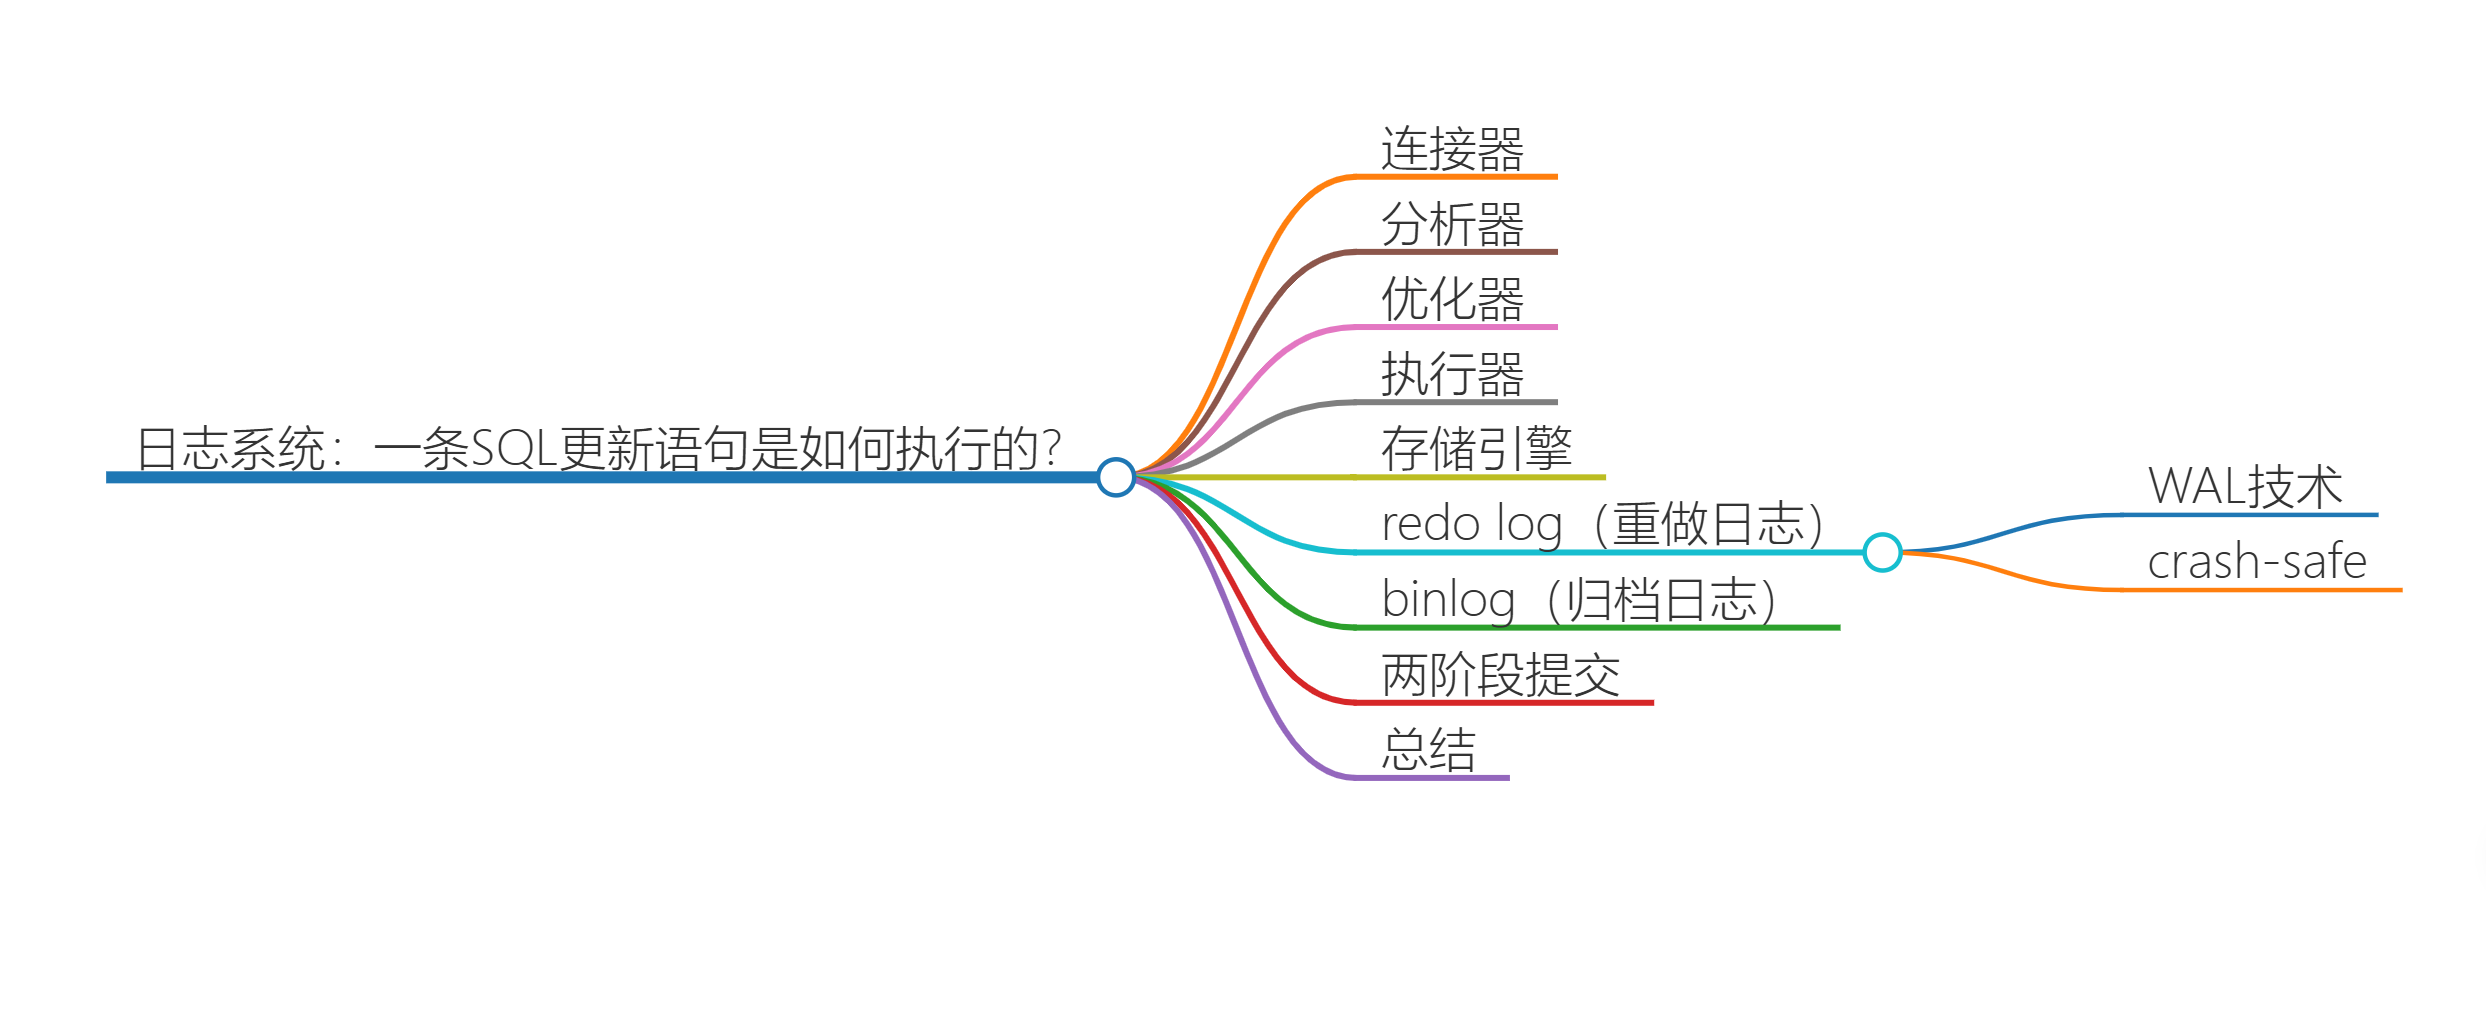 日志系统：一条SQL更新语句是如何执行的？
连接器
分析器
优化器
执行器
存储引擎
redo log（重做日志）
WAL技术
crash-safe
binlog（归档日志）
两阶段提交
总结